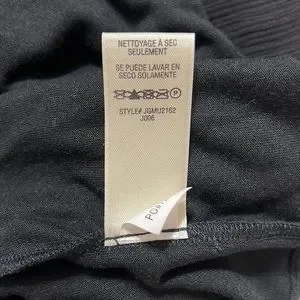 NETTOYAGE À SEC
SEULEMENT
SE PUEDE LAVAR EN
SECO SOLAMENTE
P
STYLE# JGMU2162
J006